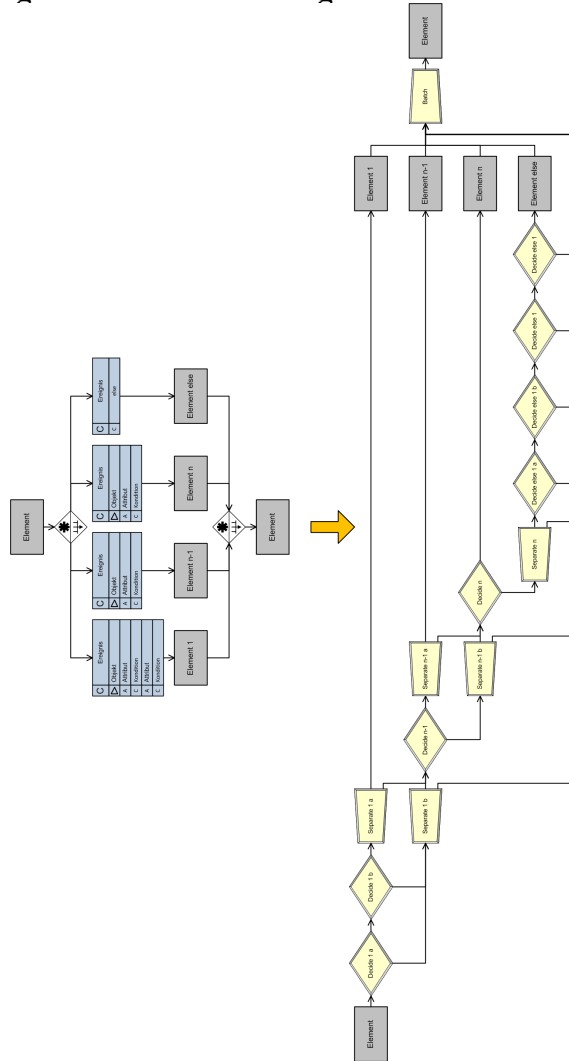 Element
C Ereignis
C else
C Ereignis
Objekt
A Attribut
C Kondition
C Ereignis
Objekt
A Attribut
C Kondition
C Ereignis
Objekt
A Attribut
C Kondition
A Attribut
C Kondition
Element else
Element n
Element n-1
Element 1
Element
Element
Batch
Element 1
Element n-1
Element n
Element else
Decide else 1
Decide else 1
Decide else 1 b
Decide else 1 a
Separate n
Decide n
Separate n-1 a
Separate n-1 b
Decide n-1
Separate 1 a
Separate 1 b
Decide 1 b
Decide 1 a
Element